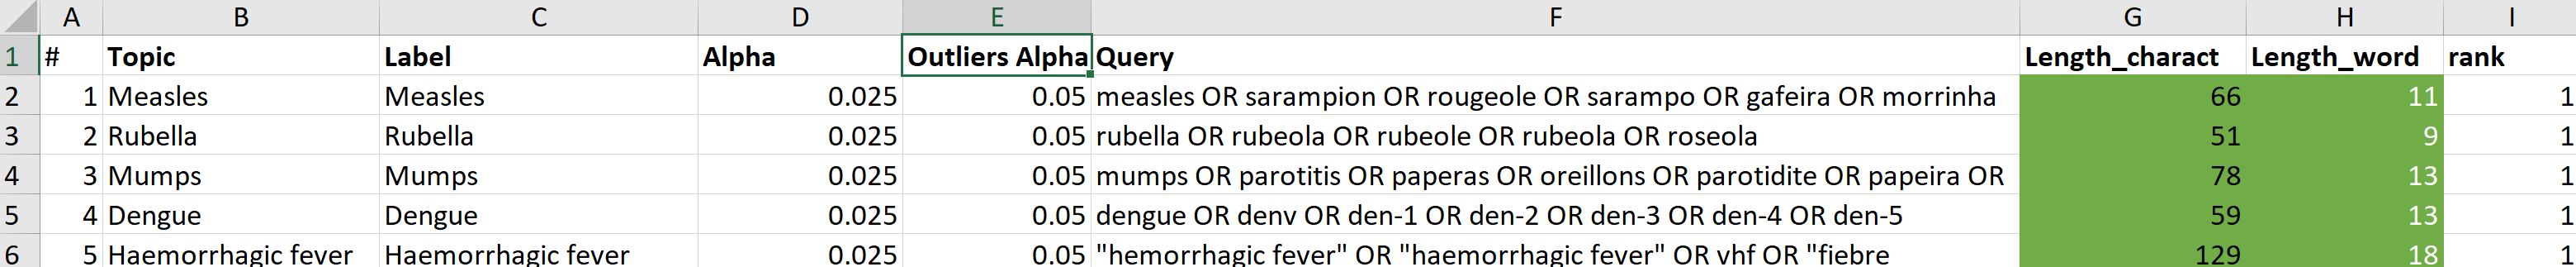 A B C D E F G H I
1 # Topic Label Alpha Outliers Alpha Query Length_charact Length_word rank
2 1 Measles Measles 0.025 0.05 measles OR sarampion OR rougeole OR sarampo OR gafeira OR morrinha 66 11 1
3 2 Rubella Rubella 0.025 0.05 rubella OR rubeola OR rubeole OR rubeola OR roseola 51 9 1
4 3 Mumps Mumps 0.025 0.05 mumps OR parotitis OR paperas OR oreillons OR parotidite OR papeira OR 78 13 1
5 4 Dengue Dengue 0.025 0.05 dengue OR denv OR den-1 OR den-2 OR den-3 OR den-4 OR den-5 59 13 1
6 5 Haemorrhagic fever Haemorrhagic fever 0.025 0.05 "hemorrhagic fever" OR "haemorrhagic fever" OR vhf OR "fiebre 129 18 1